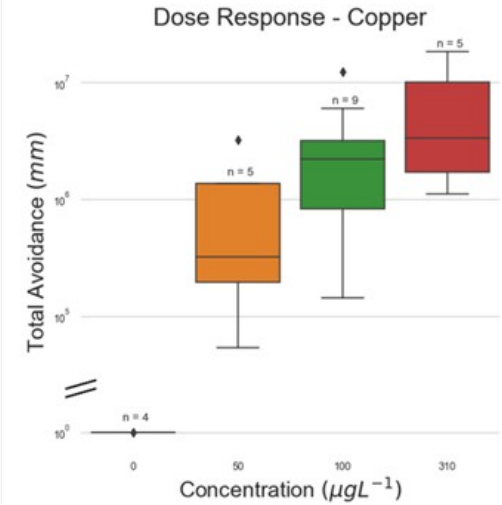 Dose Response - Copper
Total Avoidance (mm)
10⁷
10⁶
10⁵
10⁰
n = 4
n = 5
n = 9
n = 5
0
50
100
310
Concentration (μgL⁻¹)